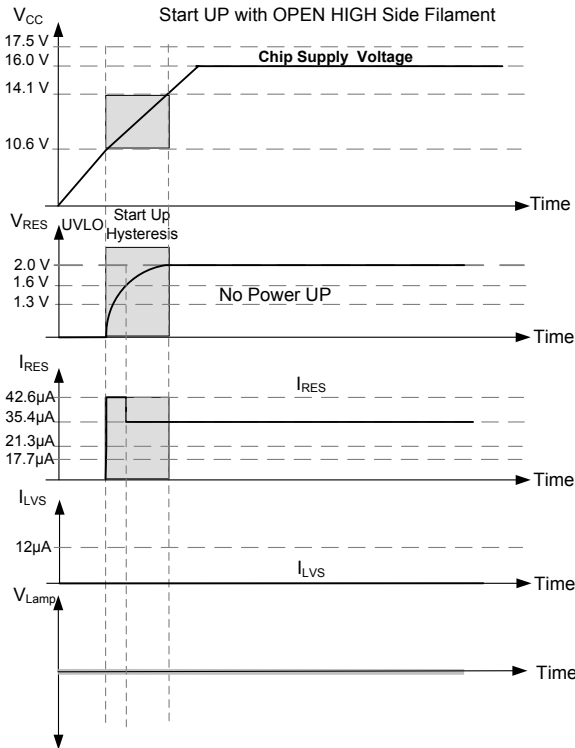 Start UP with OPEN HIGH Side Filament
VCC
17.5 V
16.0 V
Chip Supply Voltage
14.1 V
10.6 V
Time
VRES
UVLO
Start Up
Hysteresis
2.0 V
1.6 V
No Power UP
1.3 V
Time
IRES
IRES
42.6µA
35.4µA
21.3µA
17.7µA
Time
ILVS
12µA
ILVS
Time
VLamp
Time